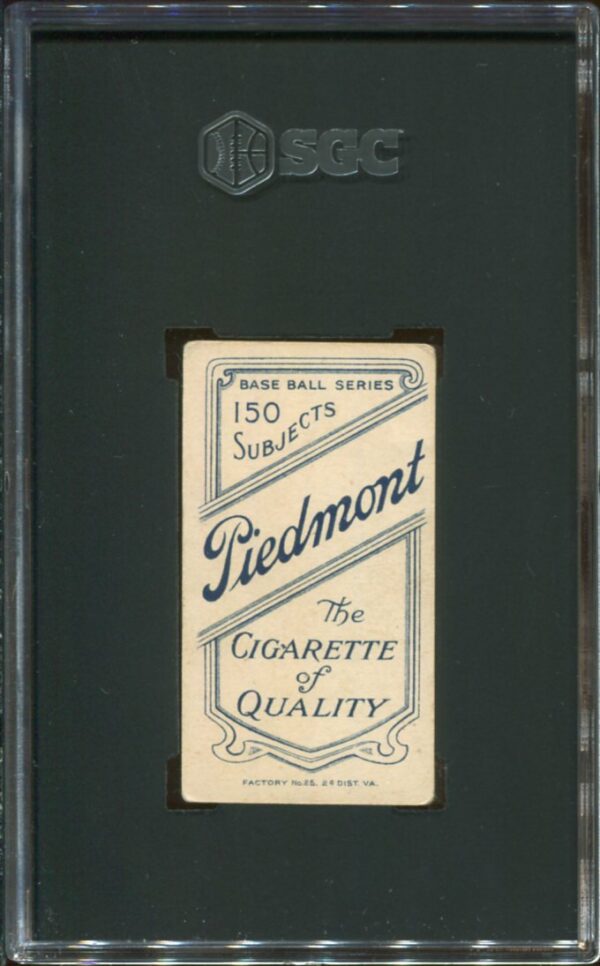 SGC
BASE BALL SERIES
150
SUBJECTS
Piedmont
The
CIGARETTE
of
QUALITY
FACTORY No. 25. 2d DIST. VA.